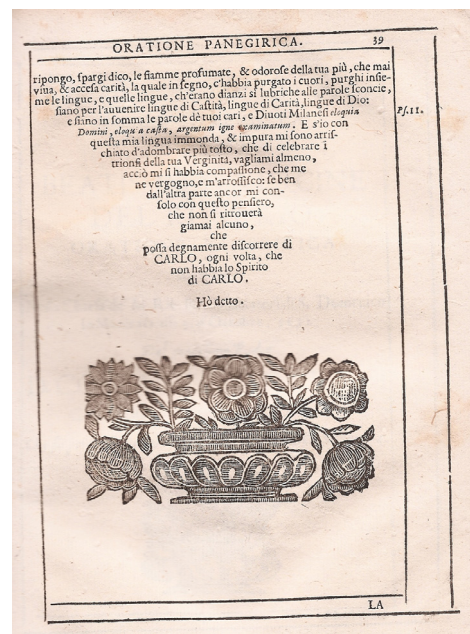 ORATIONE PANEGIRICA. 39
ripongo, spargi dico, le fiamme profumate, & odorose della tua più, che mai
viua, & accesa carità, la quale in segno, c'habbia purgato i cuori, purghi insie-
me le lingue, e quelle lingue, ch'erano dianzi sì lubriche alle parole sconcie,
siano per l'auuenire lingue di Castità, lingue di Carità, lingue di Dio:
e siano in somma le parole dè tuoi cari, e Diuoti Milanesi eloquia
Ps. 11.
Domini, eloquia casta, argentum igne examinatum. E s'io con
questa mia lingua immonda, & impura mi sono arris-
chiato d'adombrare più tosto, che di celebrare i
trionfi della tua Verginità, vagliami almeno,
acciò mi si habbia compassione, che me
ne vergogno, e m'arrossisco: se ben
dall'altra parte ancor mi con-
solo con questo pensiero,
che non si ritrouerà
giamai alcuno,
che
possa degnamente discorrere di
CARLO, ogni volta, che
non habbia lo Spirito
di CARLO.
Hò detto.
LA